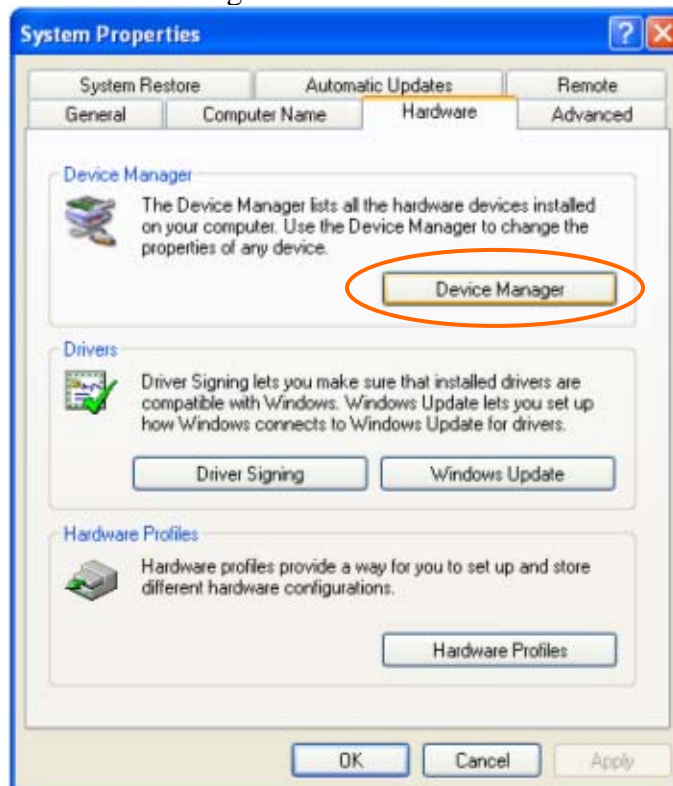 System Properties
System Restore Automatic Updates Remote
General Computer Name Hardware Advanced
Device Manager
The Device Manager lists all the hardware devices installed
on your computer. Use the Device Manager to change the
properties of any device.
Device Manager
Drivers
Driver Signing lets you make sure that installed drivers are
compatible with Windows. Windows Update lets you set up
how Windows connects to Windows Update for drivers.
Driver Signing Windows Update
Hardware Profiles
Hardware profiles provide a way for you to set up and store
different hardware configurations.
Hardware Profiles
OK Cancel Apply